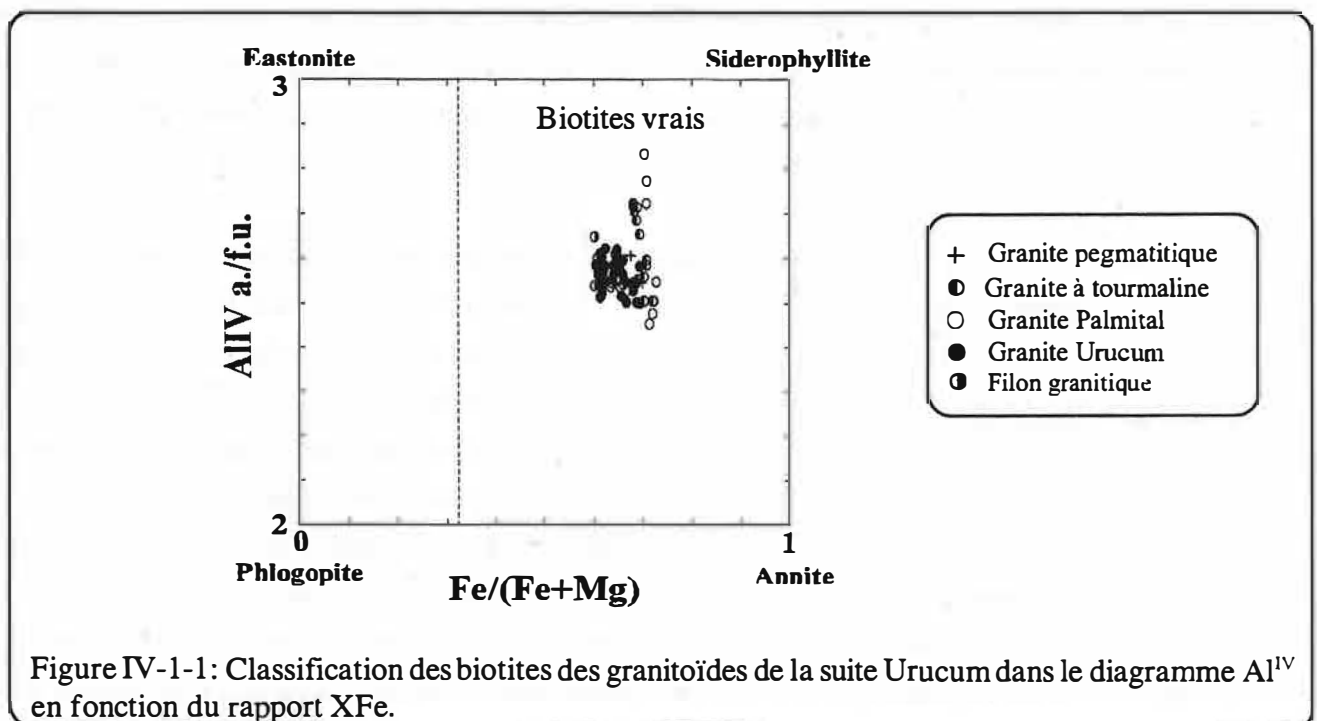 Eastonite
Siderophyllite
3
Biotites vrais
AlIV a./f.u.
2
0
1
Phlogopite
Fe/(Fe+Mg)
Annite
+ Granite pegmatitique
Granite à tourmaline
Granite Palmital
Granite Urucum
Filon granitique
Figure IV-1-1: Classification des biotites des granitoïdes de la suite Urucum dans le diagramme Al^IV
en fonction du rapport XFe.